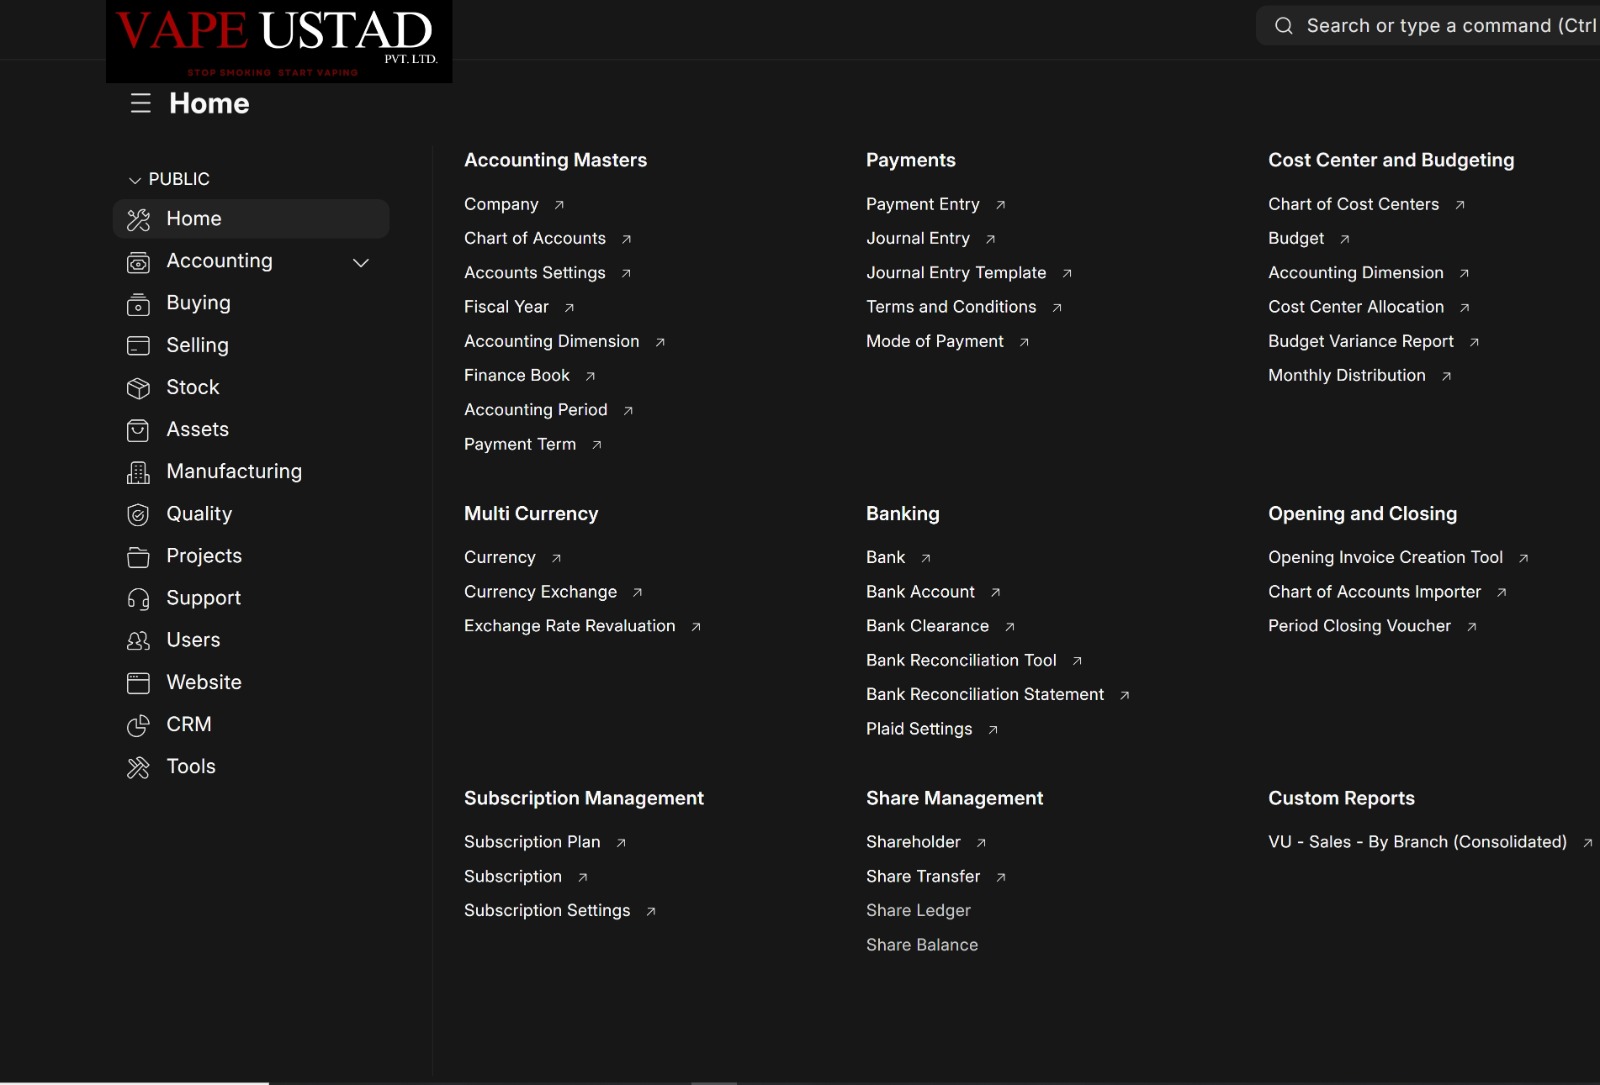 VAPE USTAD
PVT. LTD.
STOP SMOKING START VAPING
Search or type a command (Ctrl
Home
PUBLIC
Home
Accounting
Buying
Selling
Stock
Assets
Manufacturing
Quality
Projects
Support
Users
Website
CRM
Tools
Accounting Masters
Company
Chart of Accounts
Accounts Settings
Fiscal Year
Accounting Dimension
Finance Book
Accounting Period
Payment Term
Payments
Payment Entry
Journal Entry
Journal Entry Template
Terms and Conditions
Mode of Payment
Cost Center and Budgeting
Chart of Cost Centers
Budget
Accounting Dimension
Cost Center Allocation
Budget Variance Report
Monthly Distribution
Multi Currency
Currency
Currency Exchange
Exchange Rate Revaluation
Banking
Bank
Bank Account
Bank Clearance
Bank Reconciliation Tool
Bank Reconciliation Statement
Plaid Settings
Opening and Closing
Opening Invoice Creation Tool
Chart of Accounts Importer
Period Closing Voucher
Subscription Management
Subscription Plan
Subscription
Subscription Settings
Share Management
Shareholder
Share Transfer
Share Ledger
Share Balance
Custom Reports
VU - Sales - By Branch (Consolidated)